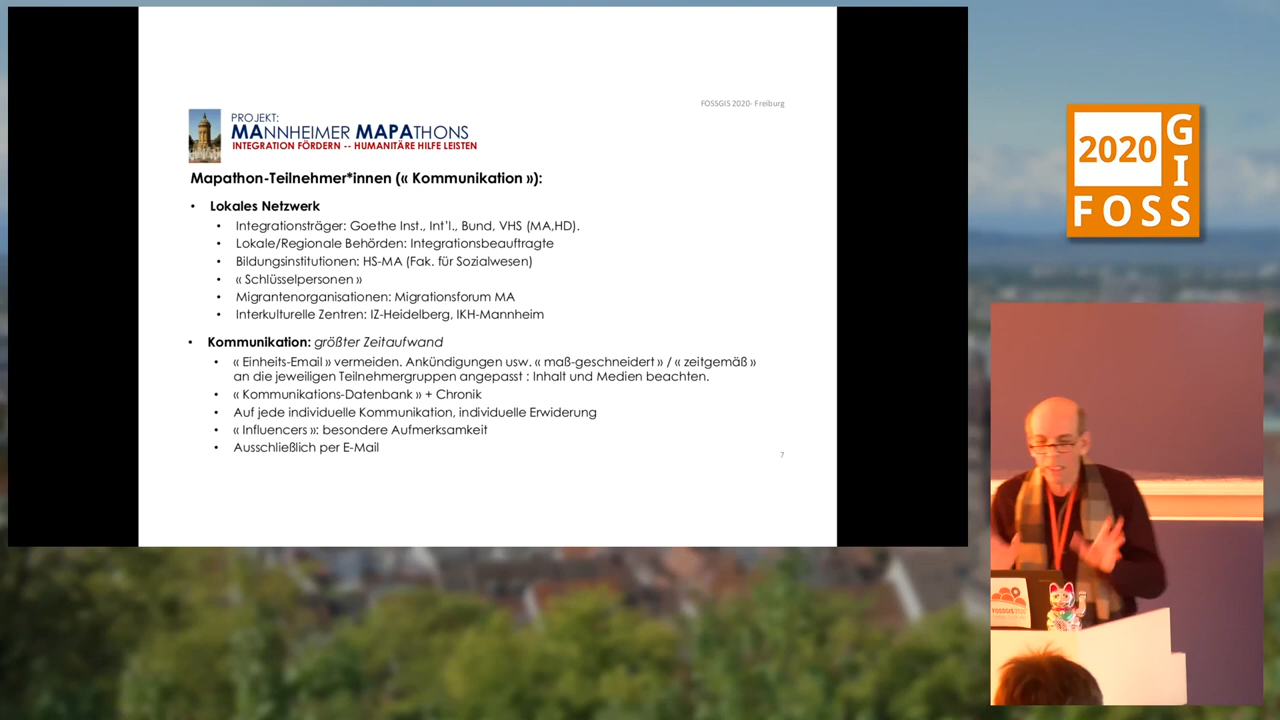 FOSSGIS 2020- Freiburg
PROJEKT:
MANNHEIMER MAPATHONS
INTEGRATION FÖRDERN -- HUMANITÄRE HILFE LEISTEN
Mapathon-Teilnehmer*innen (« Kommunikation »):
• Lokales Netzwerk
• Integrationsträger: Goethe Inst., Int'l., Bund, VHS (MA,HD).
• Lokale/Regionale Behörden: Integrationsbeauftragte
• Bildungsinstitutionen: HS-MA (Fak. für Sozialwesen)
• « Schlüsselpersonen »
• Migrantenorganisationen: Migrationsforum MA
• Interkulturelle Zentren: IZ-Heidelberg, IKH-Mannheim
• Kommunikation: größter Zeitaufwand
• « Einheits-Email » vermeiden. Ankündigungen usw. « maß-geschneidert » / « zeitgemäß »
an die jeweiligen Teilnehmergruppen angepasst : Inhalt und Medien beachten.
• « Kommunikations-Datenbank » + Chronik
• Auf jede individuelle Kommunikation, individuelle Erwiderung
• « Influencers »: besondere Aufmerksamkeit
• Ausschließlich per E-Mail
7
2020
GIS
FOSS
FOSSGIS 2020